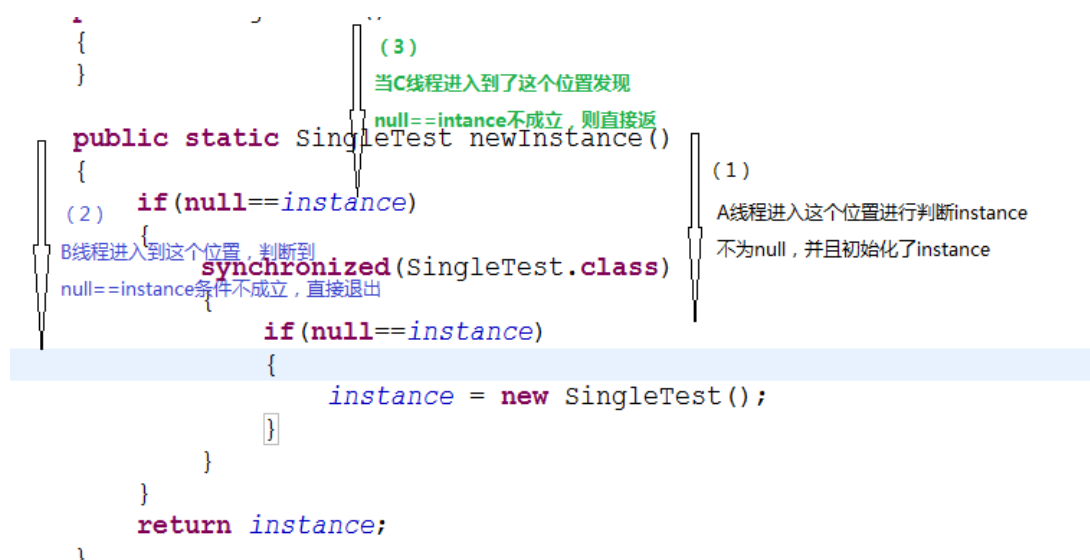 {
(3)
}
当C线程进入到了这个位置发现
null==intance不成立，则直接返
public static SingleTest newInstance()
{
(1)
if(null==instance)
(2)
A线程进入这个位置进行判断instance
{
B线程进入到这个位置，判断到
不为null，并且初始化了instance
synchronized(SingleTest.class)
null==instance条件不成立，直接退出
{
if(null==instance)
{
instance = new SingleTest();
}
}
}
return instance;
}